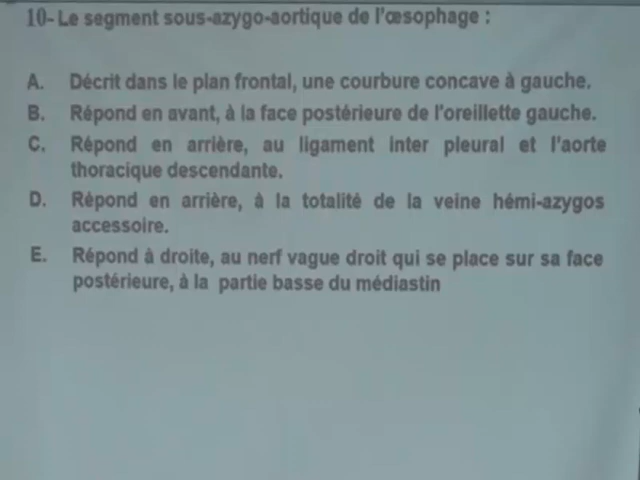 10- Le segment sous-azygo-aortique de l'œsophage :
A. Décrit dans le plan frontal, une courbure concave à gauche.
B. Répond en avant, à la face postérieure de l'oreillette gauche.
C. Répond en arrière, au ligament inter pleural et l'aorte
thoracique descendante.
D. Répond en arrière, à la totalité de la veine hémi-azygos
accessoire.
E. Répond à droite, au nerf vague droit qui se place sur sa face
postérieure, à la partie basse du médiastin